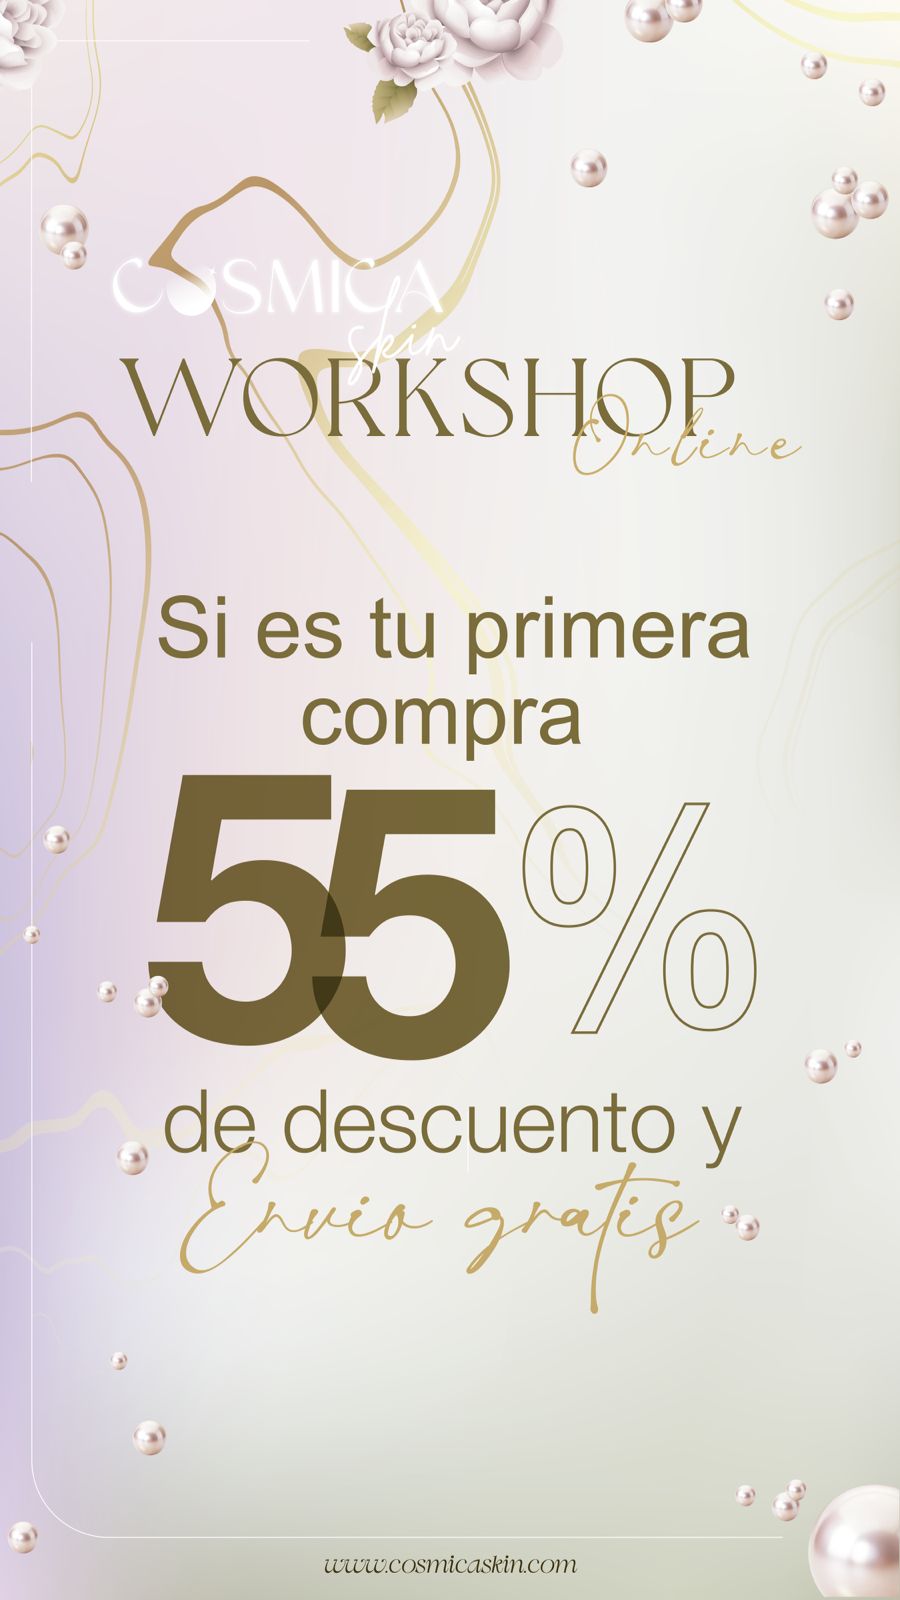 COSMICA
skin
WORKSHOP
Online
Si es tu primera
compra
55%
de descuento y
Envio gratis
www.cosmicaskin.com